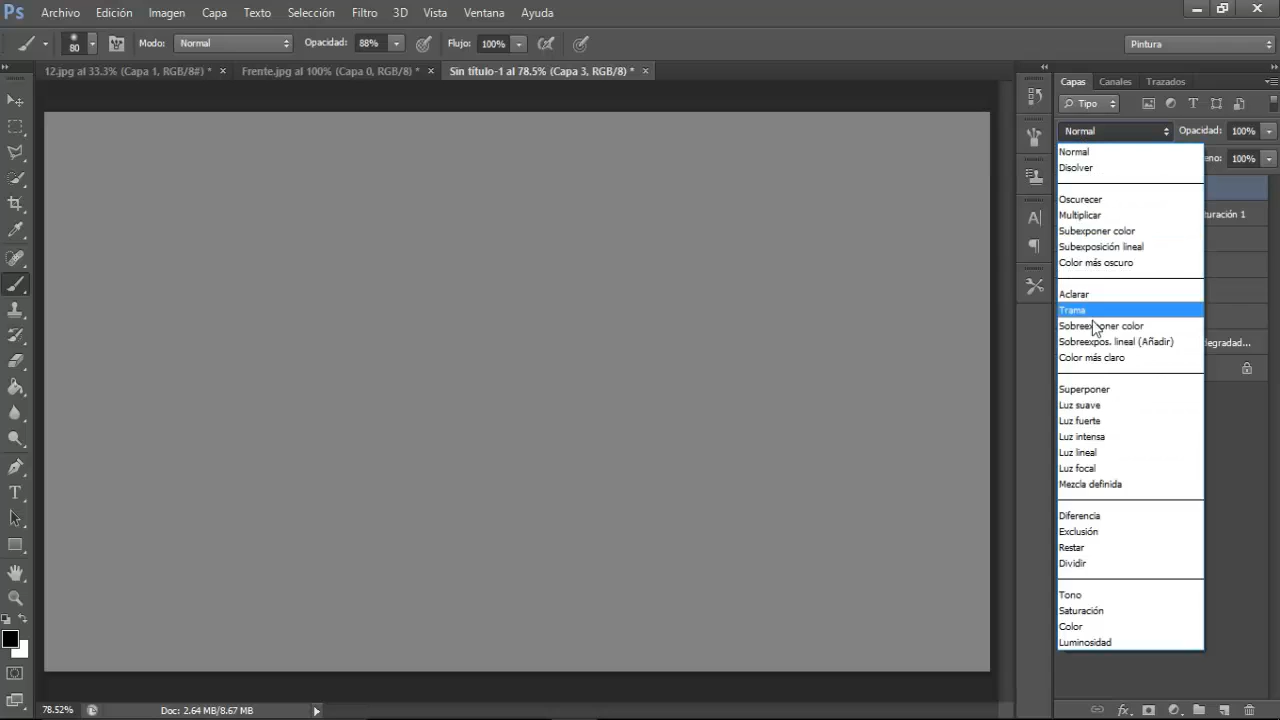 Ps Archivo Edición Imagen Capa Texto Selección Filtro 3D Vista Ventana Ayuda
80 Modo: Normal Opacidad: 88% Flujo: 100% Pintura
12.jpg al 33.3% (Capa 1, RGB/8#) * × Frente.jpg al 100% (Capa 0, RGB/8) * × Sin título-1 al 78.5% (Capa 3, RGB/8) * ×
Capas Canales Trazados
Tipo
Normal Opacidad: 100%
eno: 100%
Normal
Disolver
Oscurecer
Multiplicar
turación 1
Subexponer color
Subexposición lineal
Color más oscuro
Aclarar
Trama
Sobreexponer color
Sobreexpos. lineal (Añadir)
degradad...
Color más claro
Superponer
Luz suave
Luz fuerte
Luz intensa
Luz lineal
Luz focal
Mezcla definida
Diferencia
Exclusión
Restar
Dividir
Tono
Saturación
Color
Luminosidad
78.52% Doc: 2.64 MB/8.67 MB